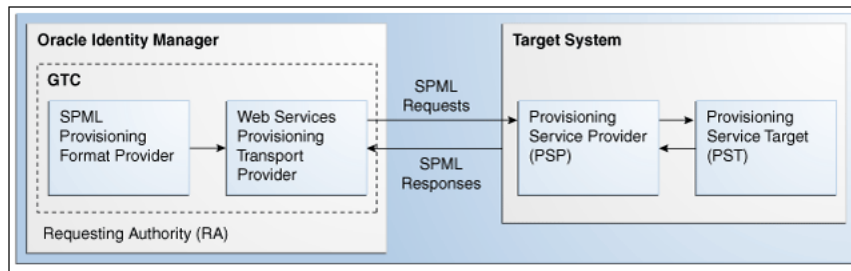 Oracle Identity Manager
GTC
SPML
Provisioning
Format Provider
Web Services
Provisioning
Transport
Provider
Requesting Authority (RA)
SPML
Requests
SPML
Responses
Target System
Provisioning
Service Provider
(PSP)
Provisioning
Service Target
(PST)